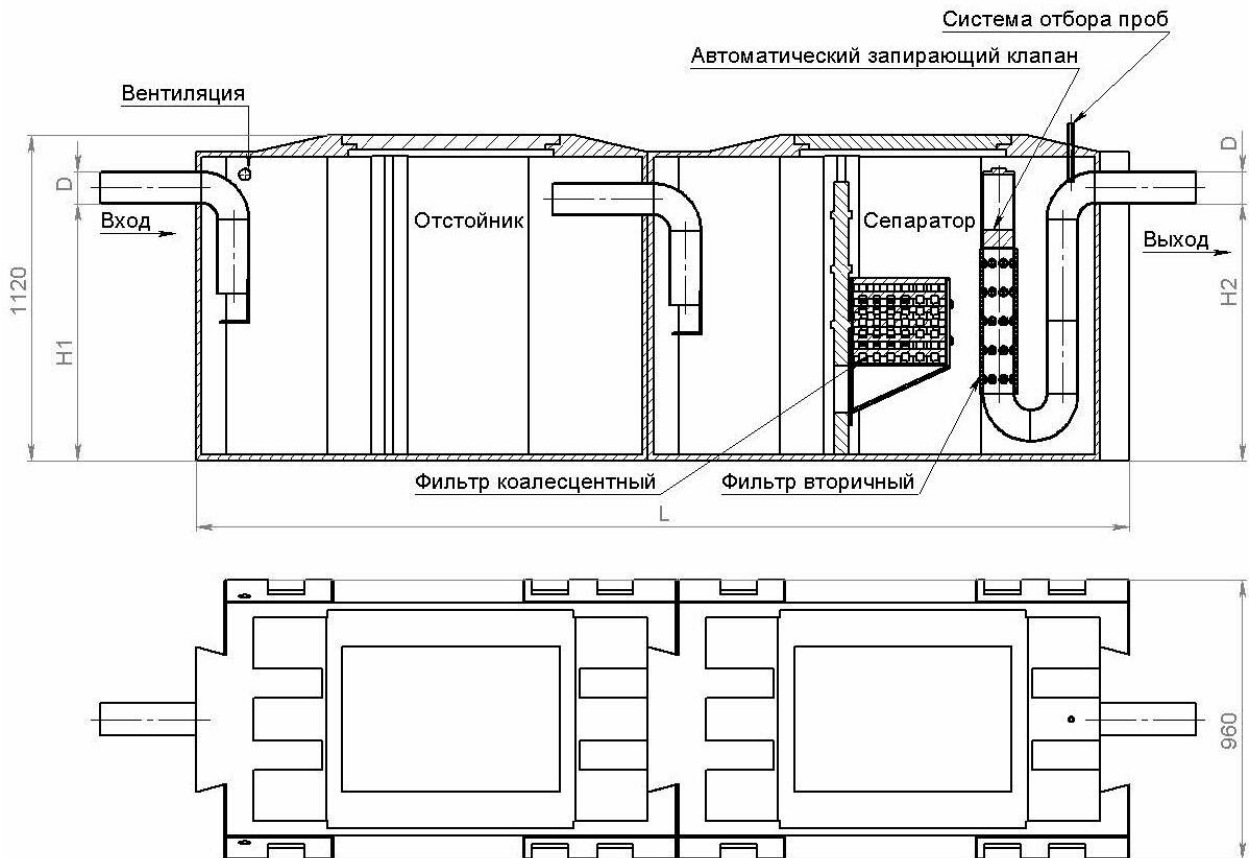 Система отбора проб
Автоматический запирающий клапан
Вентиляция
D
D
Вход
Отстойник
Сепаратор
Выход
1120
H1
H2
Фильтр коалесцентный
Фильтр вторичный
L
960